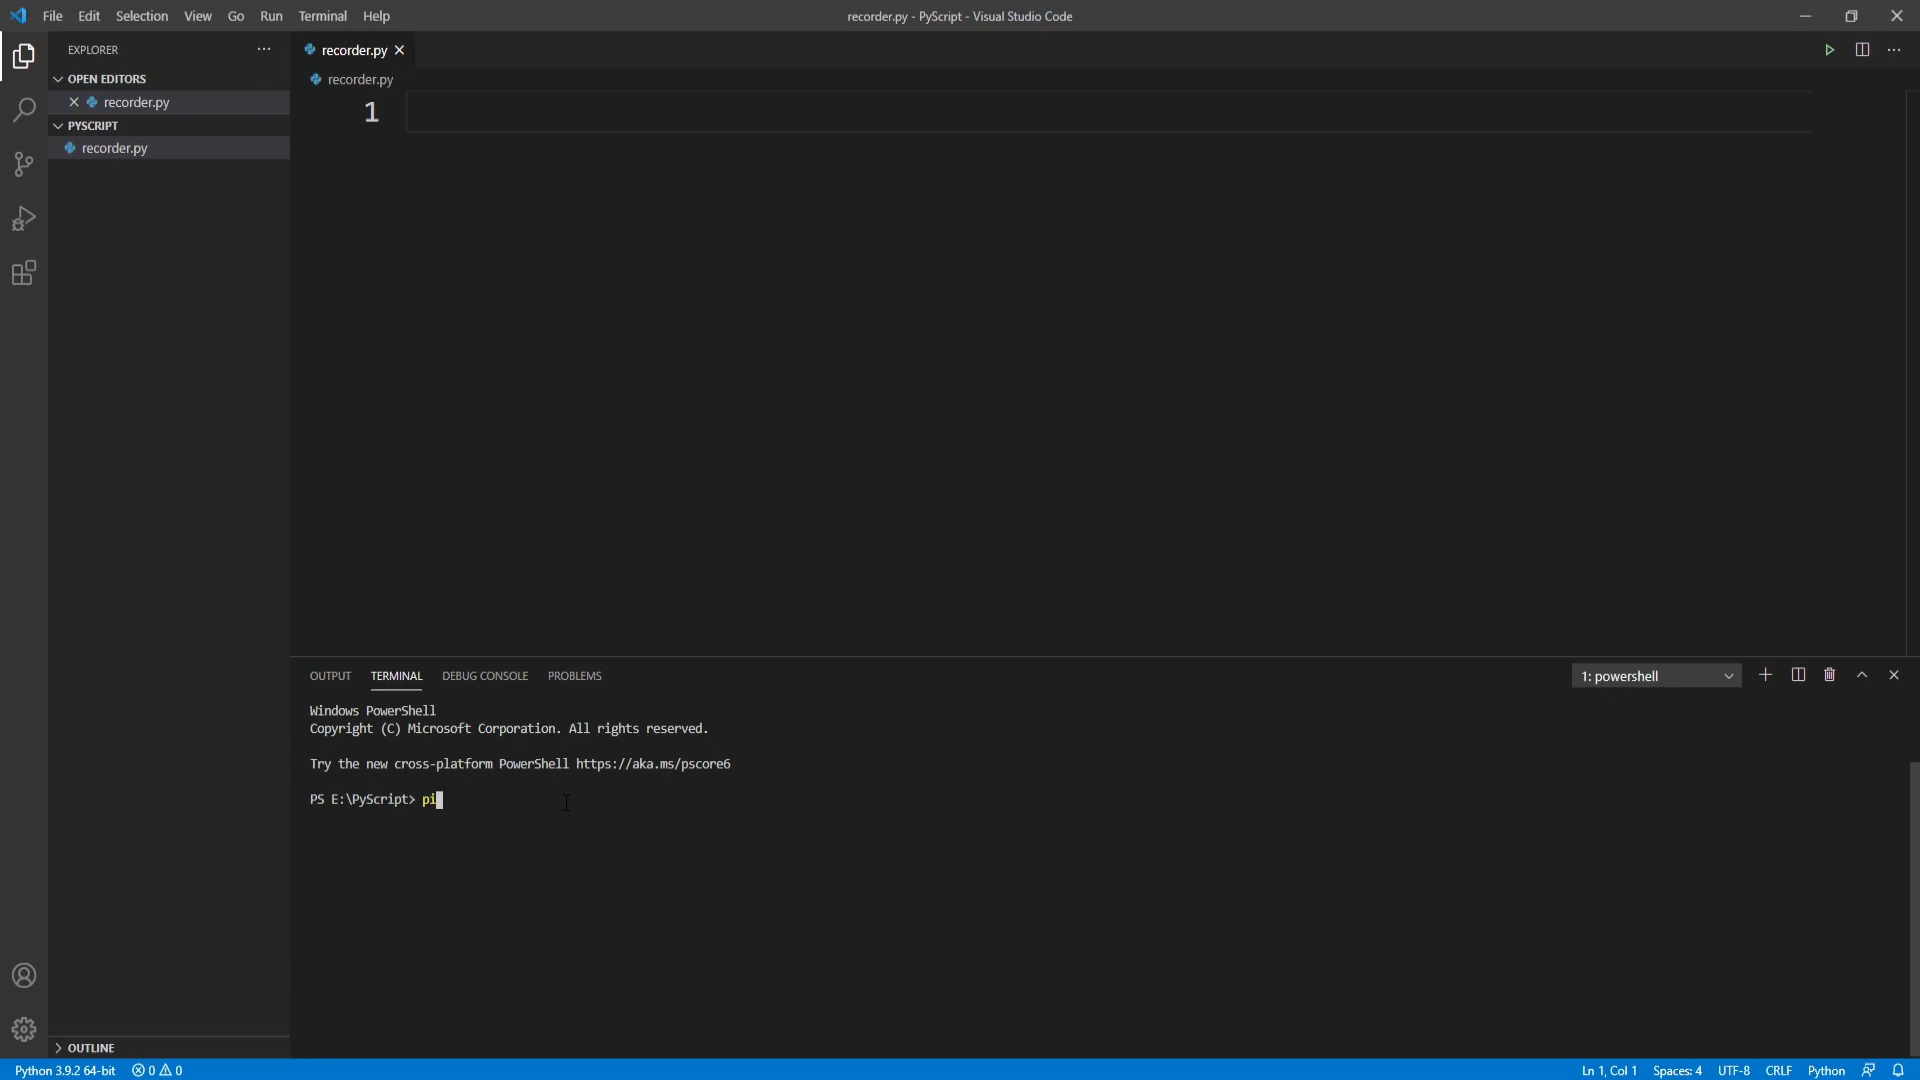 File Edit Selection View Go Run Terminal Help
recorder.py - PyScript - Visual Studio Code
EXPLORER
OPEN EDITORS
recorder.py
PYSCRIPT
recorder.py
OUTLINE
recorder.py
recorder.py
1
OUTPUT TERMINAL DEBUG CONSOLE PROBLEMS
1: powershell
Windows PowerShell
Copyright (C) Microsoft Corporation. All rights reserved.
Try the new cross-platform PowerShell https://aka.ms/pscore6
PS E:\PyScript> pi
Python 3.9.2 64-bit 0 0
Ln 1, Col 1 Spaces: 4 UTF-8 CRLF Python